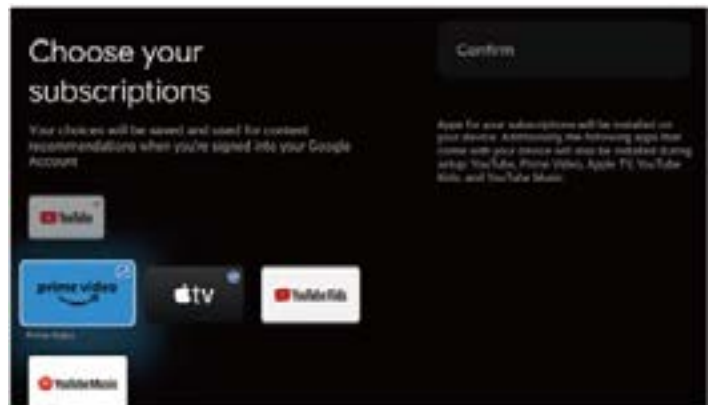 Choose your
subscriptions
Your choices will be saved and used for content
recommendations when you're signed into your Google
Account
Confirm
Apps for your subscriptions will be installed on
your device. Additionally, the following apps that
come with your device will also be installed during
setup: YouTube, Prime Video, Apple TV, YouTube
Kids, and YouTube Music.
YouTube
prime video
tv
YouTube Kids
Prime Video
YouTube Music